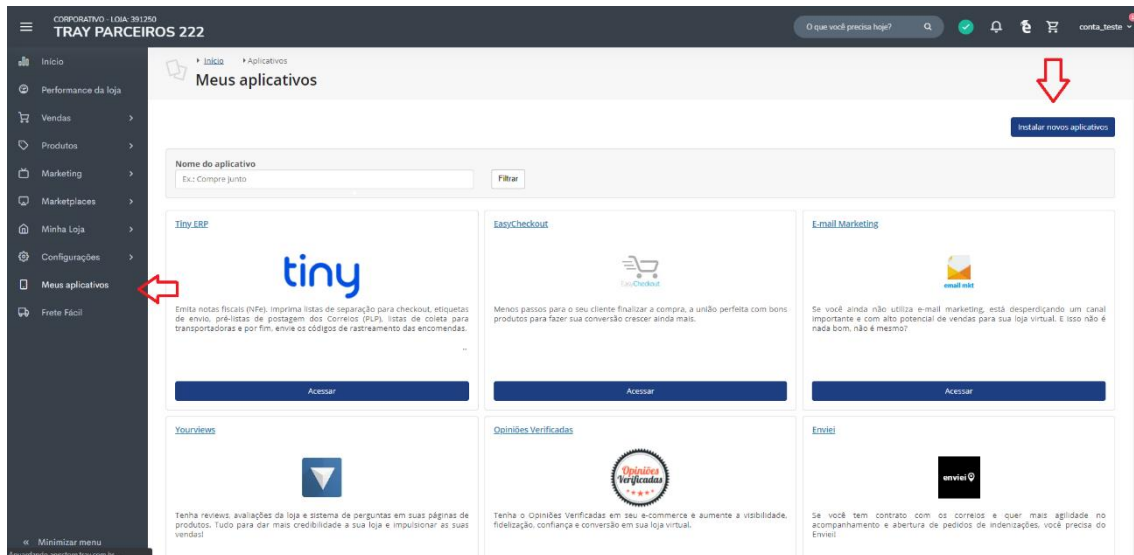 CORPORATIVO - LOJA: 391250
TRAY PARCEIROS 222
O que você precisa hoje?
conta_teste
Início
Performance da loja
Vendas
Produtos
Marketing
Marketplaces
Minha Loja
Configurações
Meus aplicativos
Frete Fácil
« Minimizar menu
Início
Aplicativos
Meus aplicativos
Instalar novos aplicativos
Nome do aplicativo
Ex.: Compre Junto
Filtrar
Tiny ERP
tiny
Emita notas fiscais (NFe), imprima listas de separação para checkout, etiquetas
de envio, pré-listas de postagem dos Correios (PLP), listas de coleta para
transportadoras e por fim, envie os códigos de rastreamento das encomendas.
..
Acessar
EasyCheckout
EasyCheckout
Menos passos para o seu cliente finalizar a compra, a união perfeita com bons
produtos para fazer sua conversão crescer ainda mais.
Acessar
E-mail Marketing
email mkt
Se você ainda não utiliza e-mail marketing, está desperdiçando um canal
importante e com alto potencial de vendas para sua loja virtual. E isso não é
nada bom, não é mesmo?
Acessar
Yourviews
Tenha reviews, avaliações da loja e sistema de perguntas em suas páginas de
produtos. Tudo para dar mais credibilidade a sua loja e impulsionar as suas
vendas!
Opiniões Verificadas
Opiniões
Verificadas
Tenha o Opiniões Verificadas em seu e-commerce e aumente a visibilidade,
fidelização, confiança e conversão em sua loja virtual.
Enviei
enviei
Se você tem contrato com os correios e quer mais agilidade no
acompanhamento e abertura de pedidos de indenizações, você precisa do
Enviei!